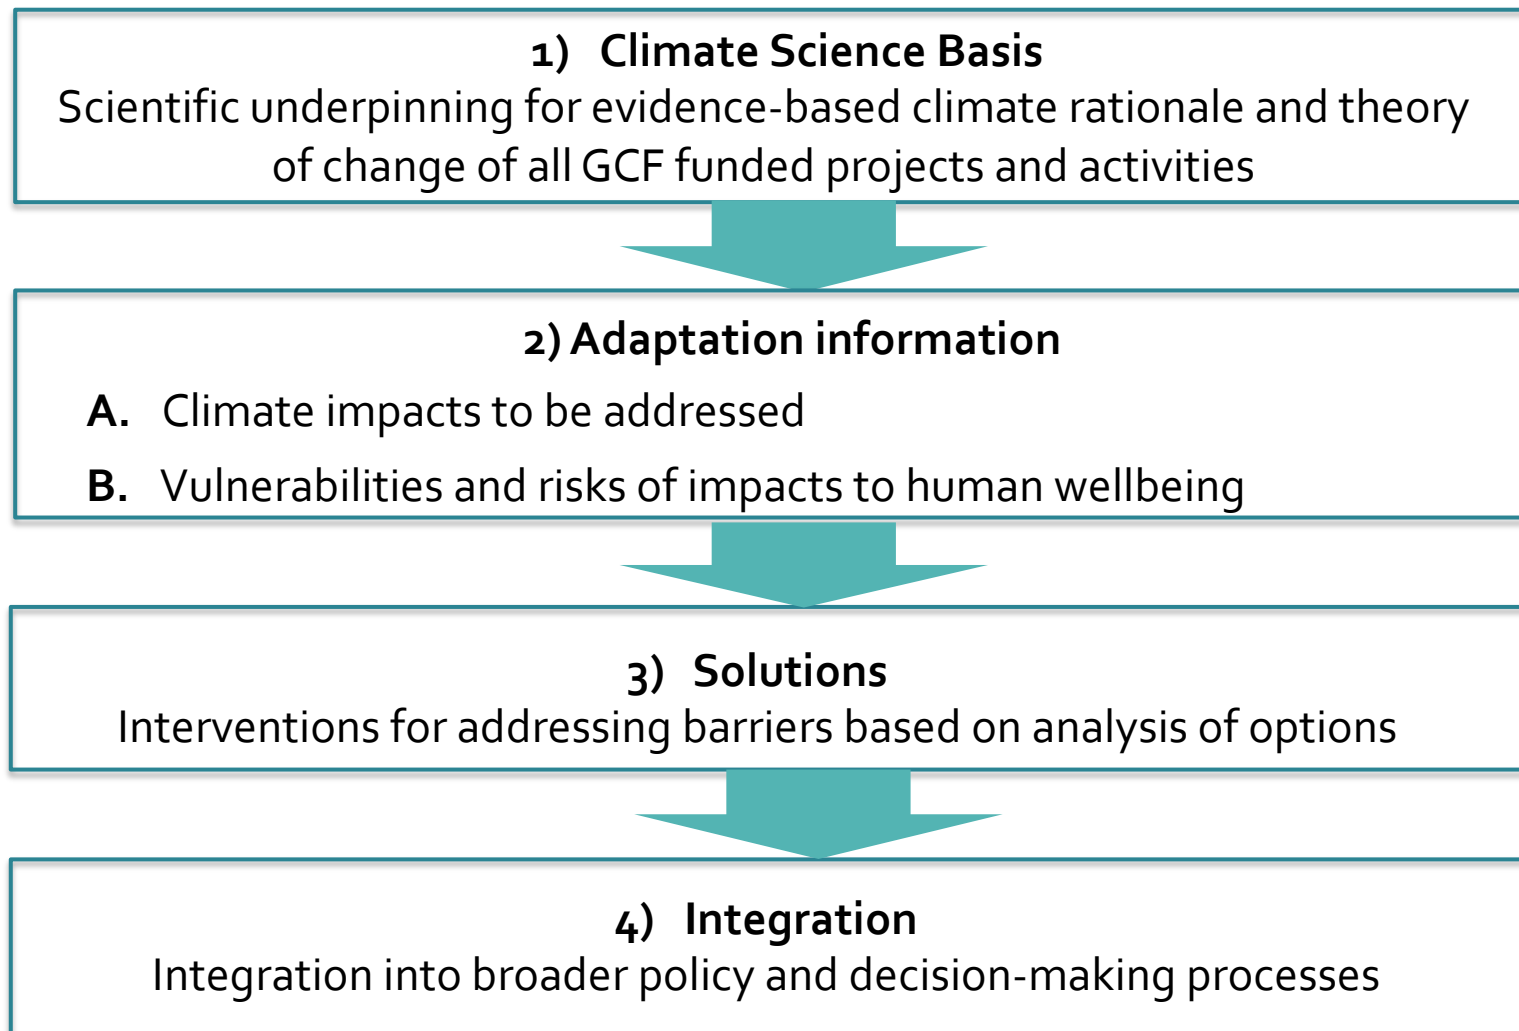 1) Climate Science Basis
Scientific underpinning for evidence-based climate rationale and theory
of change of all GCF funded projects and activities
2) Adaptation information
A. Climate impacts to be addressed
B. Vulnerabilities and risks of impacts to human wellbeing
3) Solutions
Interventions for addressing barriers based on analysis of options
4) Integration
Integration into broader policy and decision-making processes